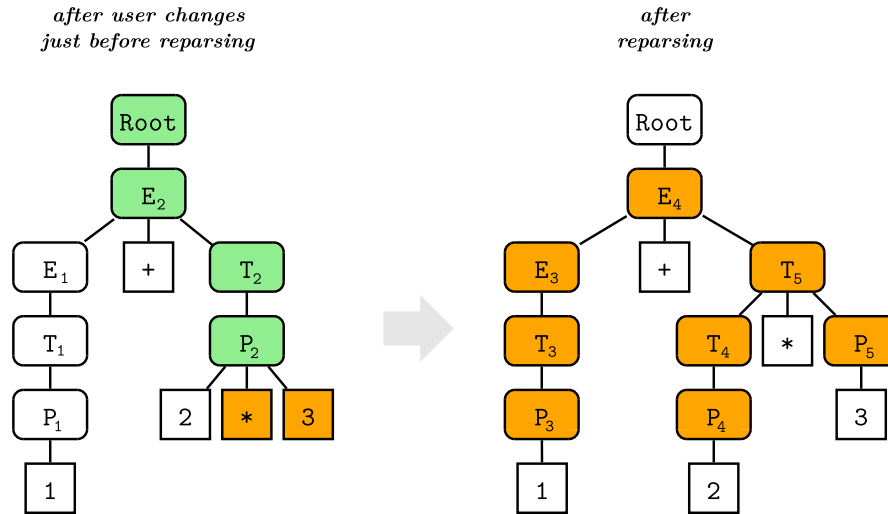 after user changes
just before reparsing
after
reparsing
Root
E₂
E₁ + T₂
T₁ P₂
P₁ 2 * 3
1
Root
E₄
E₃ + T₅
T₃ T₄ * P₅
P₃ P₄ 3
1 2